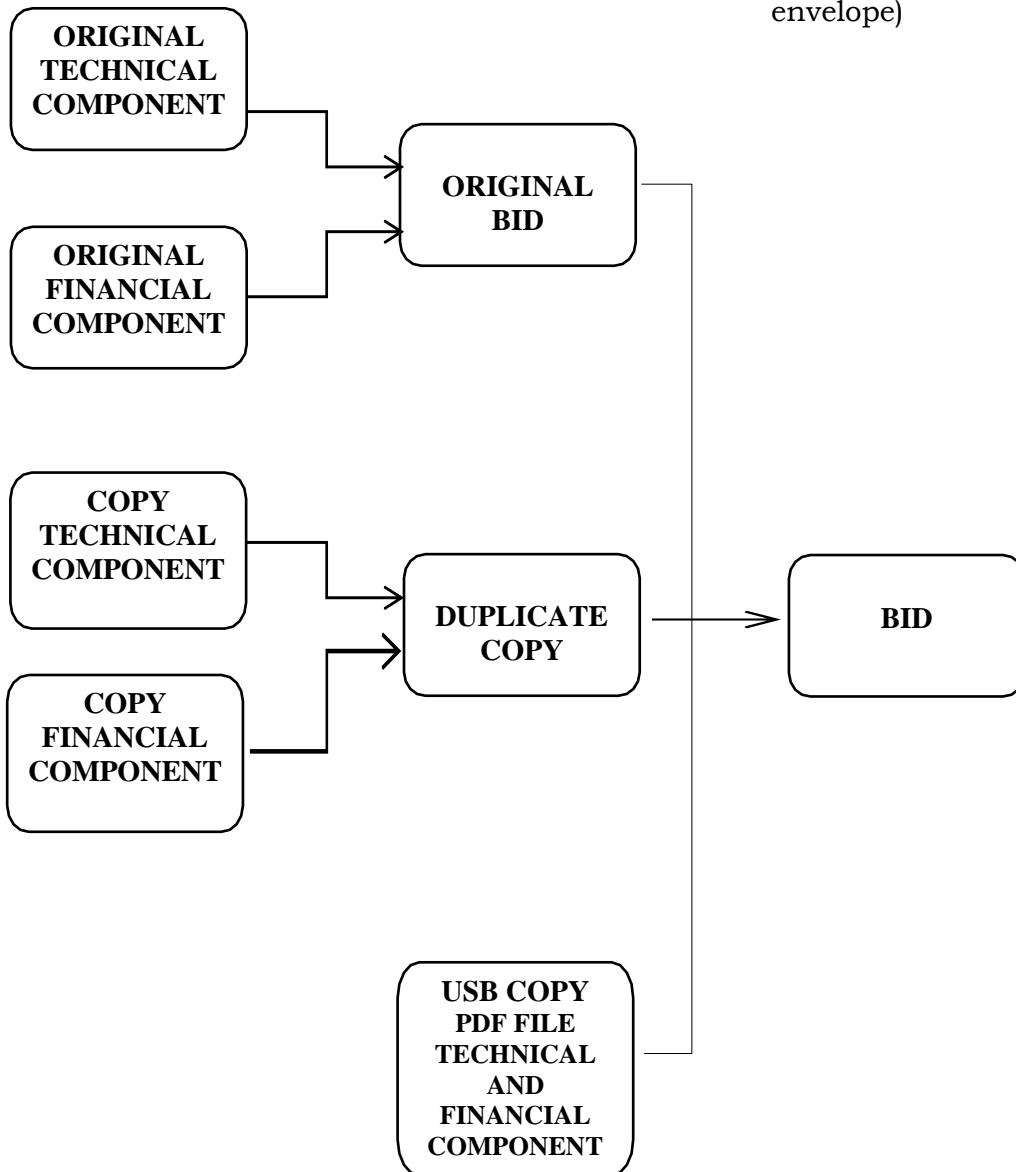 envelope)
ORIGINAL
TECHNICAL
COMPONENT
ORIGINAL
BID
ORIGINAL
FINANCIAL
COMPONENT
COPY
TECHNICAL
COMPONENT
DUPLICATE
COPY
BID
COPY
FINANCIAL
COMPONENT
USB COPY
PDF FILE
TECHNICAL
AND
FINANCIAL
COMPONENT